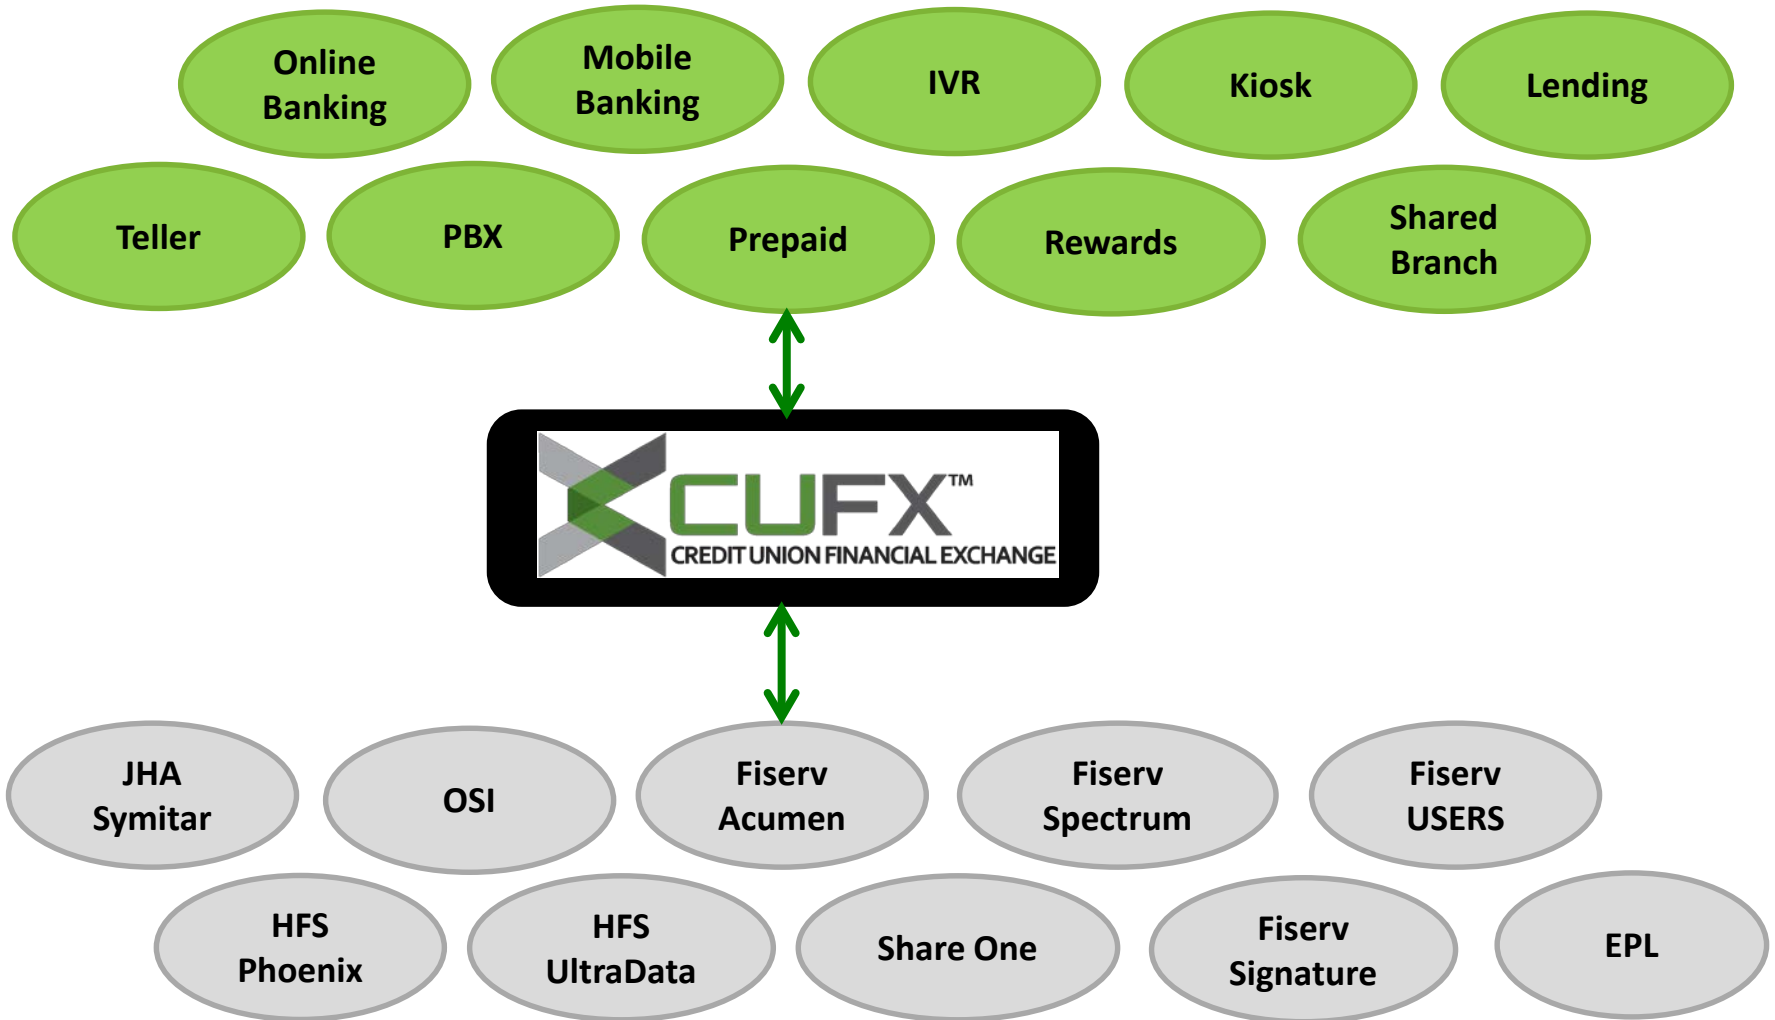 Online
Banking
Mobile
Banking
IVR
Kiosk
Lending
Teller
PBX
Prepaid
Rewards
Shared
Branch
CUFX™
CREDIT UNION FINANCIAL EXCHANGE
JHA
Symitar
OSI
Fiserv
Acumen
Fiserv
Spectrum
Fiserv
USERS
HFS
Phoenix
HFS
UltraData
Share One
Fiserv
Signature
EPL